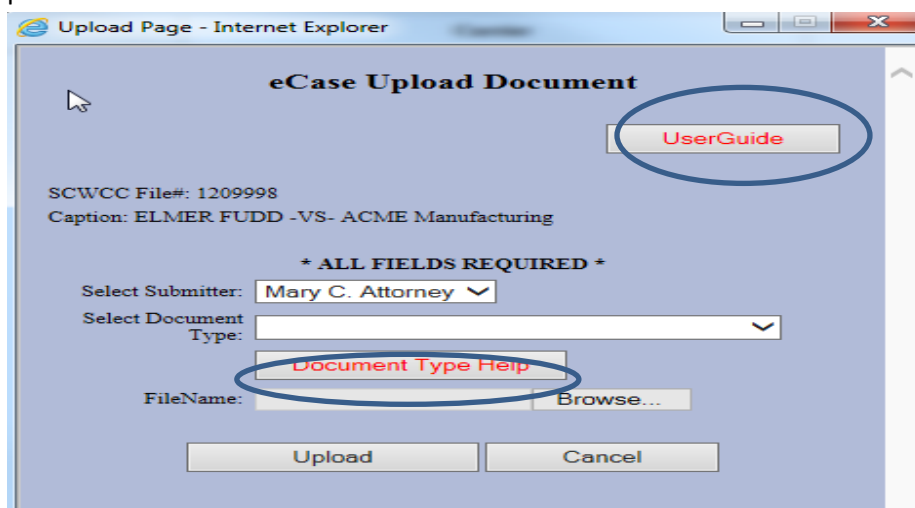 Upload Page - Internet Explorer
eCase Upload Document
UserGuide
SCWCC File#: 1209998
Caption: ELMER FUDD -VS- ACME Manufacturing
* ALL FIELDS REQUIRED *
Select Submitter: Mary C. Attorney
Select Document
Type:
Document Type Help
FileName: Browse...
Upload Cancel